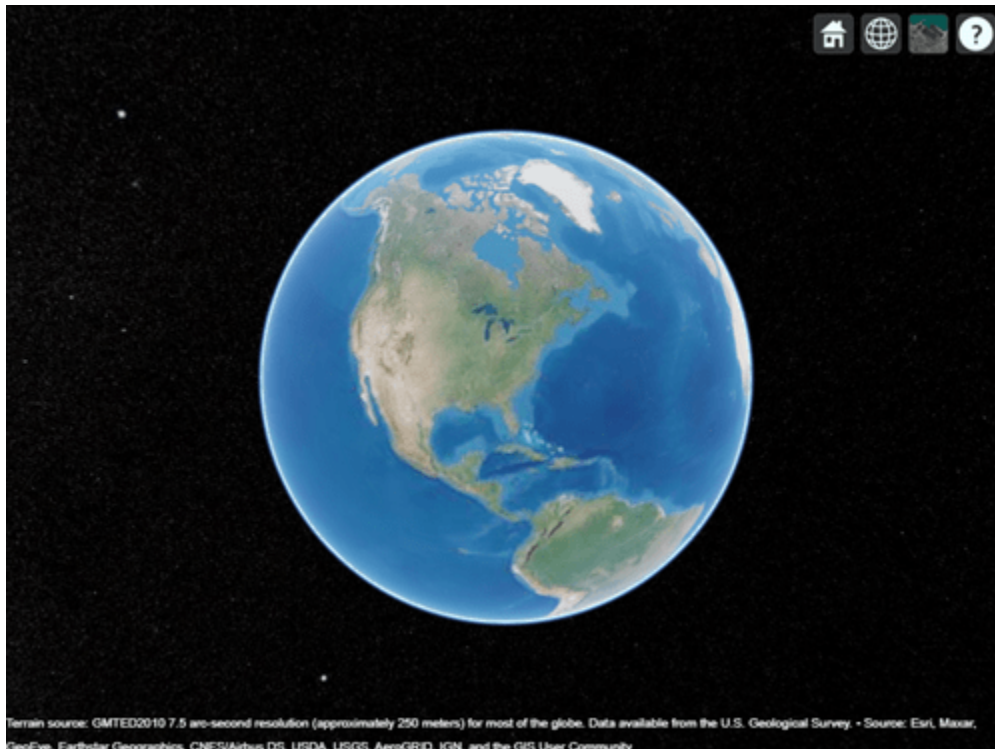 ?
Terrain source: GMTED2010 7.5 arc-second resolution (approximately 250 meters) for most of the globe. Data available from the U.S. Geological Survey. • Source: Esri, Maxar,
GeoEye, Earthstar Geographics, CNES/Airbus DS, USDA, USGS, AeroGRID, IGN, and the GIS User Community